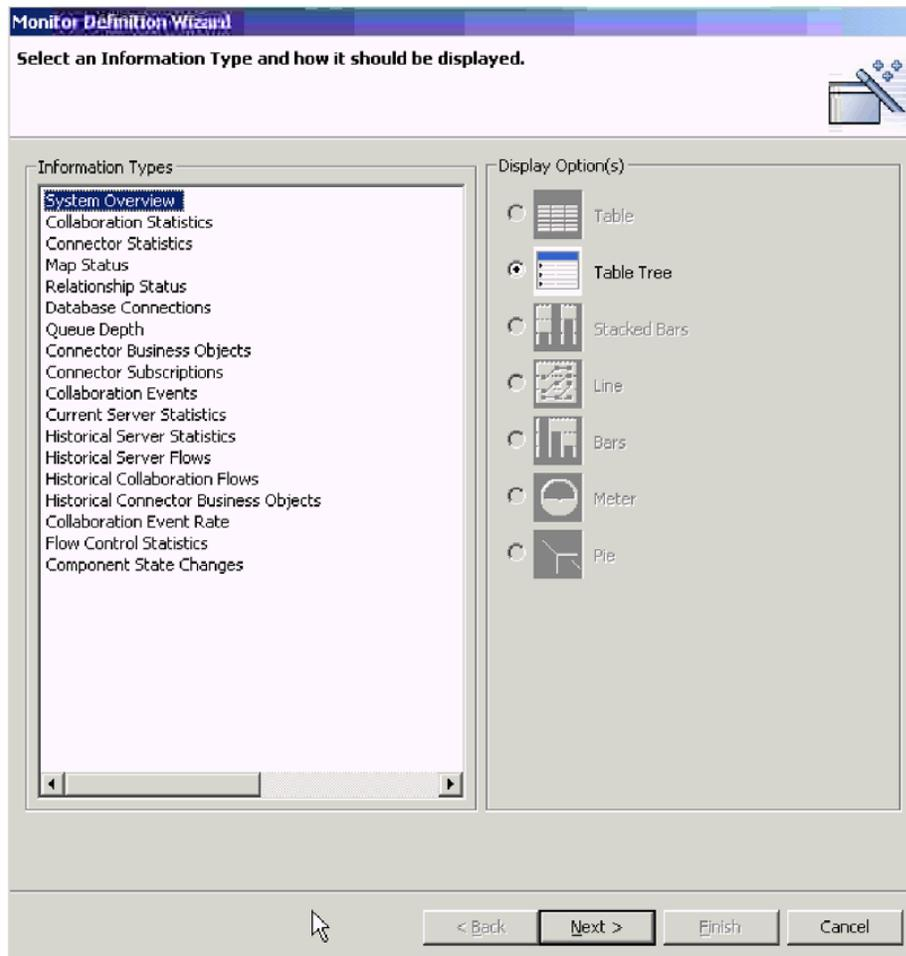 Monitor Definition Wizard
Select an Information Type and how it should be displayed.
Information Types
System Overview
Collaboration Statistics
Connector Statistics
Map Status
Relationship Status
Database Connections
Queue Depth
Connector Business Objects
Connector Subscriptions
Collaboration Events
Current Server Statistics
Historical Server Statistics
Historical Server Flows
Historical Collaboration Flows
Historical Connector Business Objects
Collaboration Event Rate
Flow Control Statistics
Component State Changes
Display Option(s)
Table
Table Tree
Stacked Bars
Line
Bars
Meter
Pie
< Back
Next >
Finish
Cancel